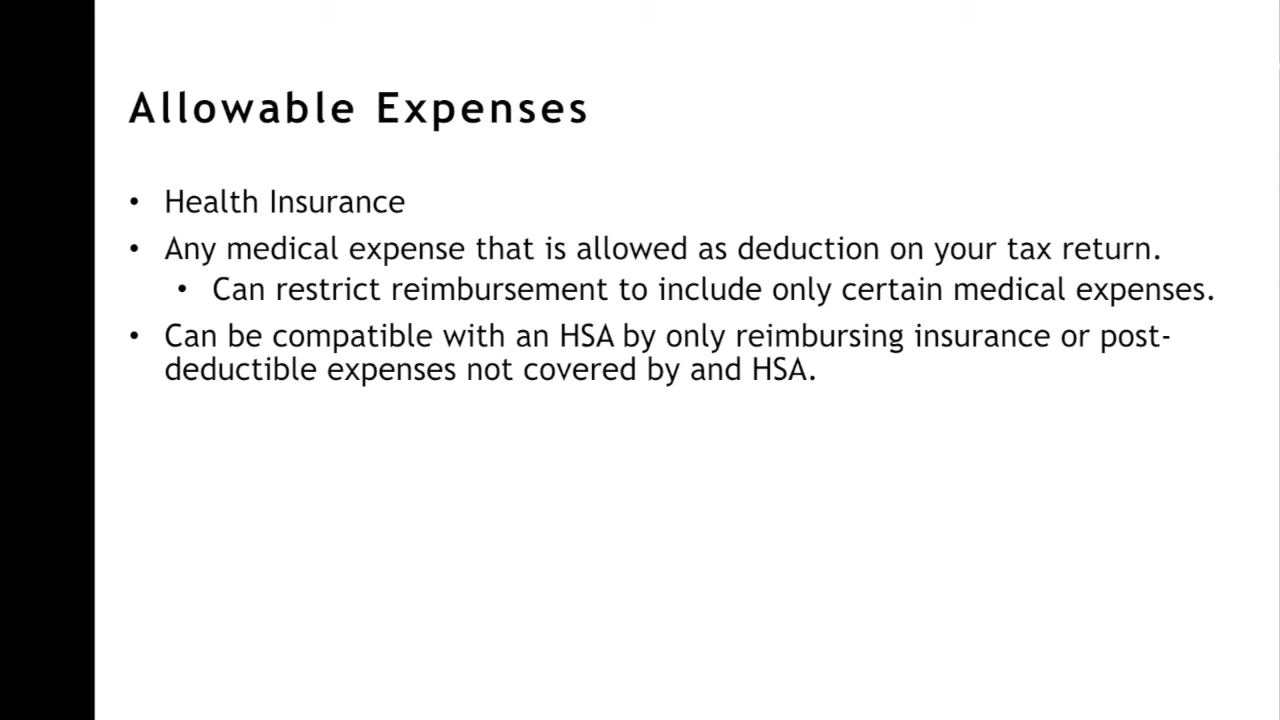 Allowable Expenses
• Health Insurance
• Any medical expense that is allowed as deduction on your tax return.
• Can restrict reimbursement to include only certain medical expenses.
• Can be compatible with an HSA by only reimbursing insurance or post-
deductible expenses not covered by and HSA.